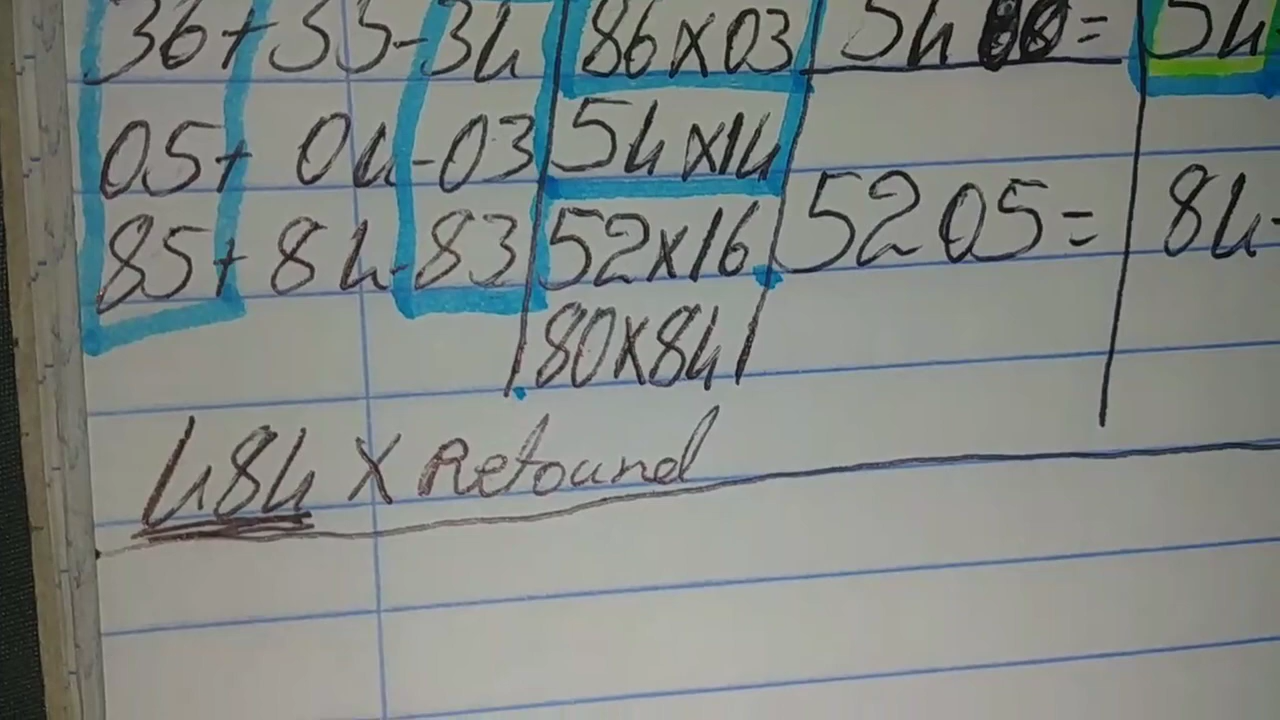 36+35-34 86x03 54 = 54
05+ 04-03 54x14
85+84-83 52x16 5205= 84-
80x84
484 x Retound